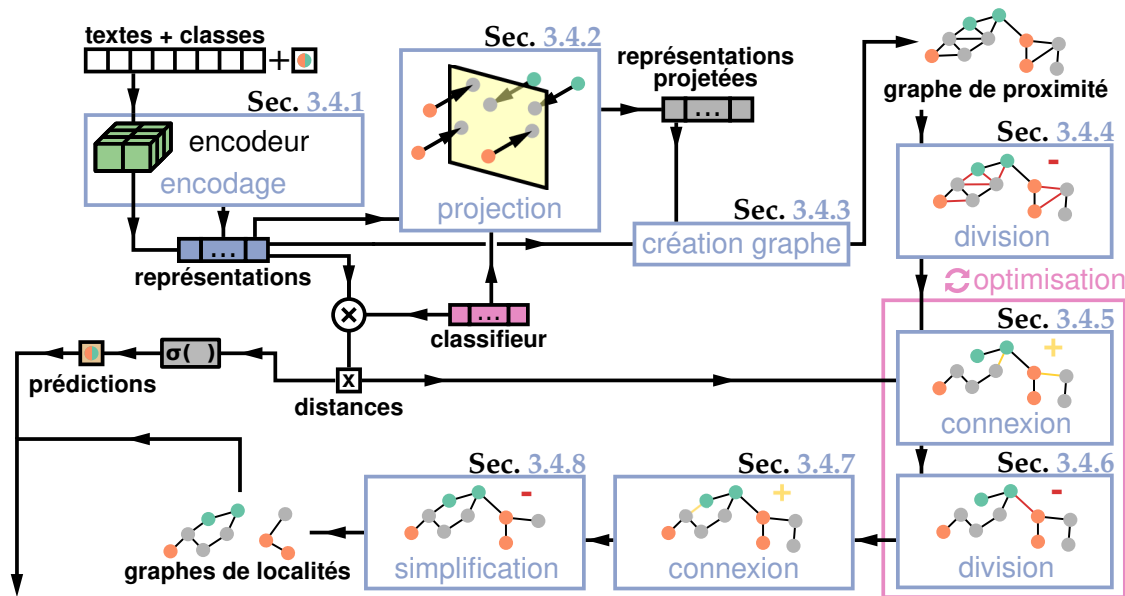 textes + classes
+
Sec. 3.4.1
encodeur
encodage
...
représentations
Sec. 3.4.2
projection
représentations
projetées
...
Sec. 3.4.3
création graphe
graphe de proximité
Sec. 3.4.4
-
division
optimisation
×
...
classifieur
σ( )
prédictions
x
distances
Sec. 3.4.5
+
connexion
Sec. 3.4.6
-
division
Sec. 3.4.7
+
connexion
Sec. 3.4.8
-
simplification
graphes de localités